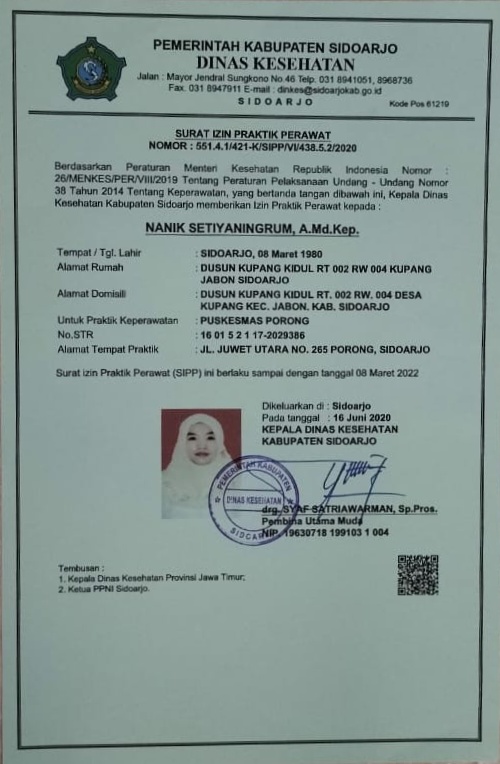 PEMERINTAH KABUPATEN SIDOARJO
DINAS KESEHATAN
Jalan : Mayor Jendral Sungkono No.46 Telp. 031 8941051, 8968736
Fax. 031 8947911 E-mail : dinkes@sidoarjokab.go.id
SIDOARJO
Kode Pos 61219
SURAT IZIN PRAKTIK PERAWAT
NOMOR : 551.4.1/421-K/SIPP/VI/438.5.2/2020
Berdasarkan Peraturan Menteri Kesehatan Republik Indonesia Nomor :
26/MENKES/PER/VIII/2019 Tentang Peraturan Pelaksanaan Undang - Undang Nomor
38 Tahun 2014 Tentang Keperawatan, yang bertanda tangan dibawah ini, Kepala Dinas
Kesehatan Kabupaten Sidoarjo memberikan Izin Praktik Perawat kepada :
NANIK SETIYANINGRUM, A.Md.Kep.
Tempat / Tgl. Lahir : SIDOARJO, 08 Maret 1980
Alamat Rumah : DUSUN KUPANG KIDUL RT 002 RW 004 KUPANG
JABON SIDOARJO
Alamat Domisili : DUSUN KUPANG KIDUL RT. 002 RW. 004 DESA
KUPANG KEC. JABON. KAB. SIDOARJO
Untuk Praktik Keperawatan : PUSKESMAS PORONG
No.STR : 16 01 5 2 1 17-2029386
Alamat Tempat Praktik : JL. JUWET UTARA NO. 265 PORONG, SIDOARJO
Surat izin Praktik Perawat (SIPP) ini berlaku sampai dengan tanggal 08 Maret 2022
Dikeluarkan di : Sidoarjo
Pada tanggal : 16 Juni 2020
KEPALA DINAS KESEHATAN
KABUPATEN SIDOARJO
PEMERINTAH KABUPATEN
DINAS KESEHATAN
SIDOARJO
drg. SYAF SATRIAWARMAN, Sp.Pros.
Pembina Utama Muda
NIP. 19630718 199103 1 004
Tembusan :
1. Kepala Dinas Kesehatan Provinsi Jawa Timur;
2. Ketua PPNI Sidoarjo.